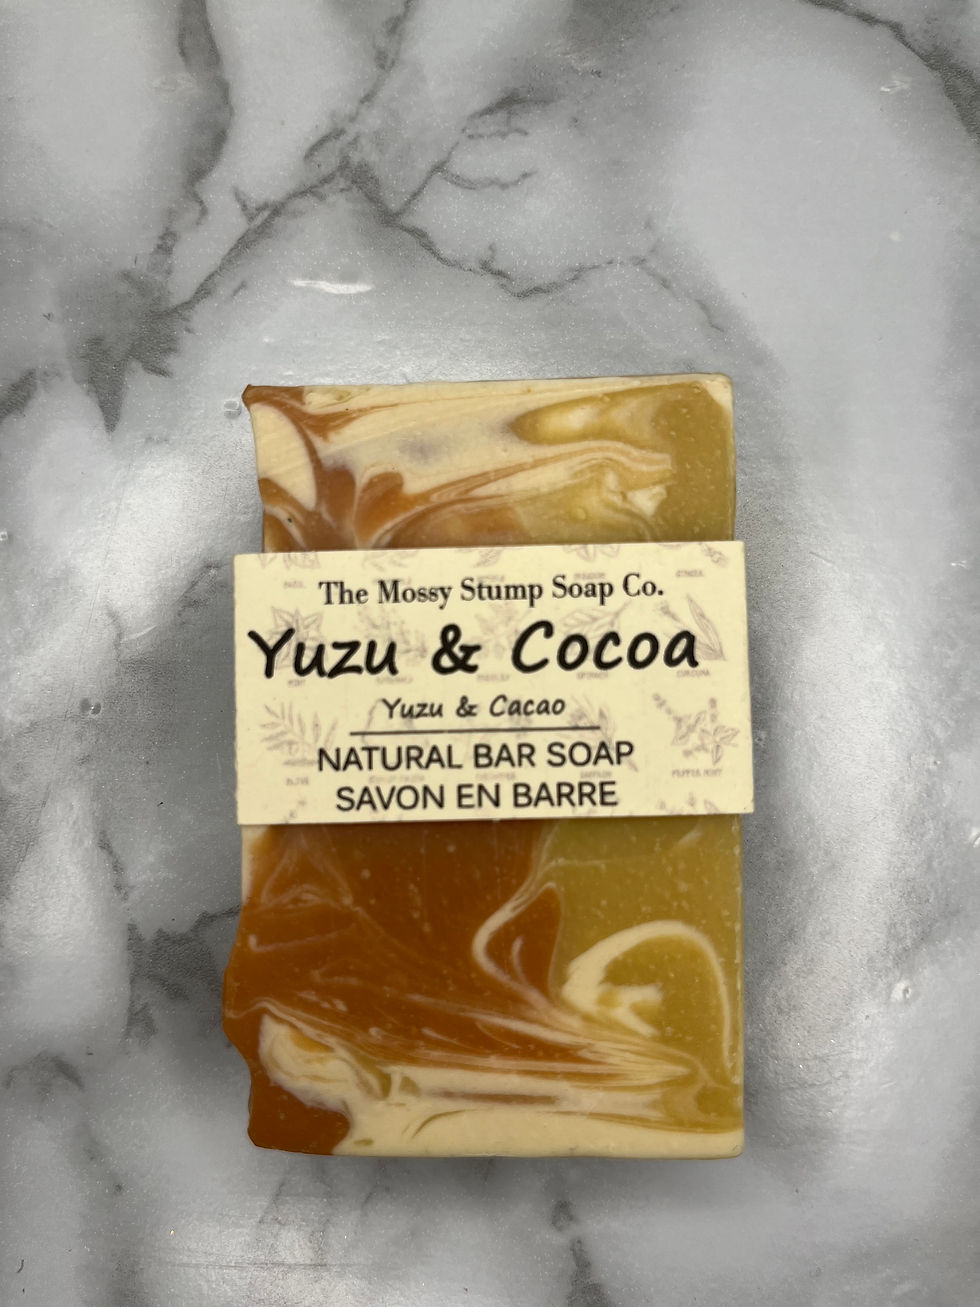 The Mossy Stump Soap Co.
Yuzu & Cocoa
Yuzu & Cacao
NATURAL BAR SOAP
SAVON EN BARRE